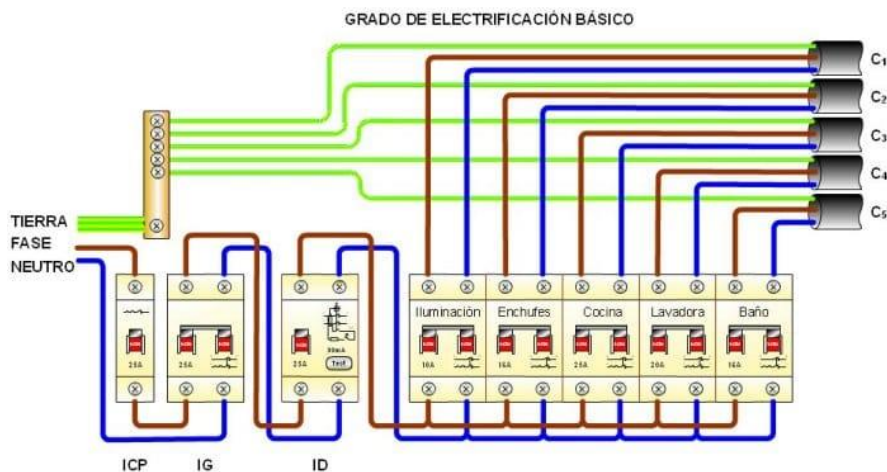 GRADO DE ELECTRIFICACIÓN BÁSICO
C₁
C₂
C₃
C₄
C₅
TIERRA
FASE
NEUTRO
Iluminación Enchufes Cocina Lavadora Baño
30mA
25A 25A 25A Test 10A 16A 25A 20A 16A
ICP IG ID